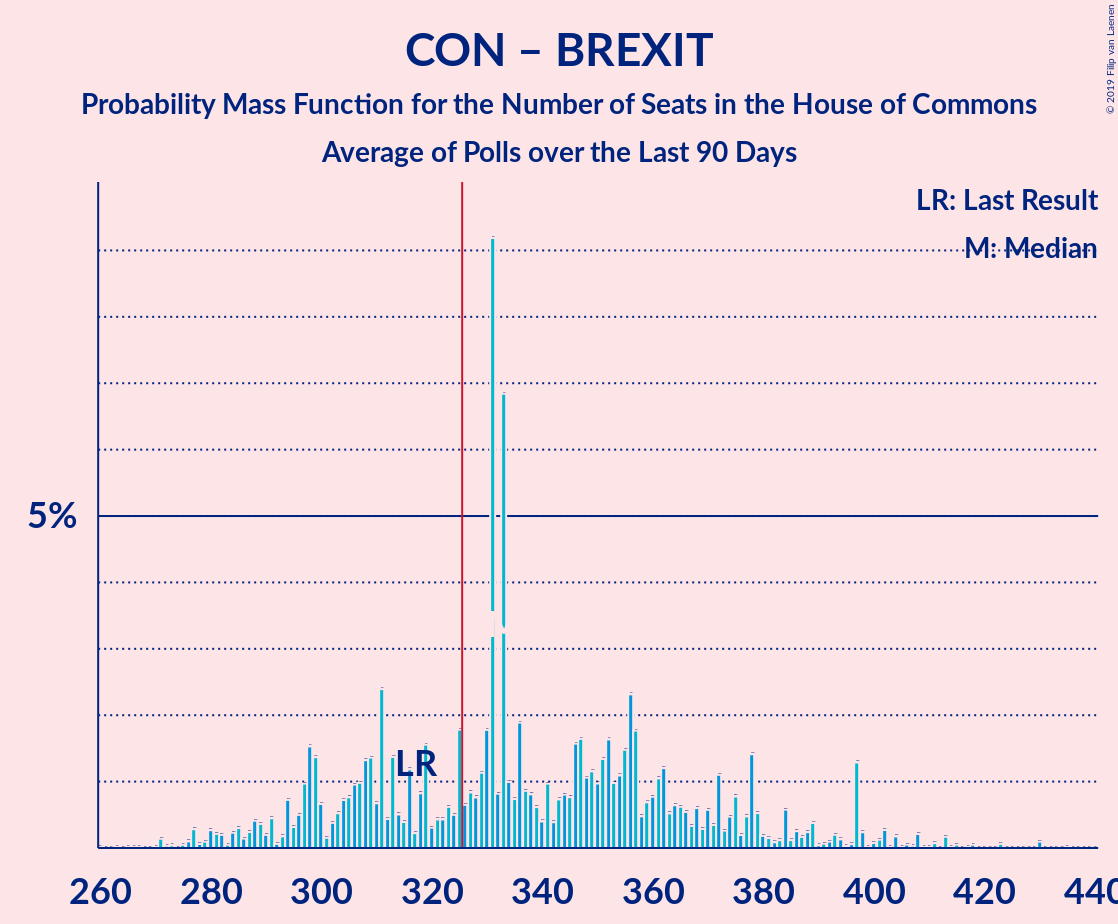 CON – BREXIT
Probability Mass Function for the Number of Seats in the House of Commons
Average of Polls over the Last 90 Days
© 2019 Filip van Laenen
LR: Last Result
M: Median
5%
LR
260 280 300 320 340 360 380 400 420 440